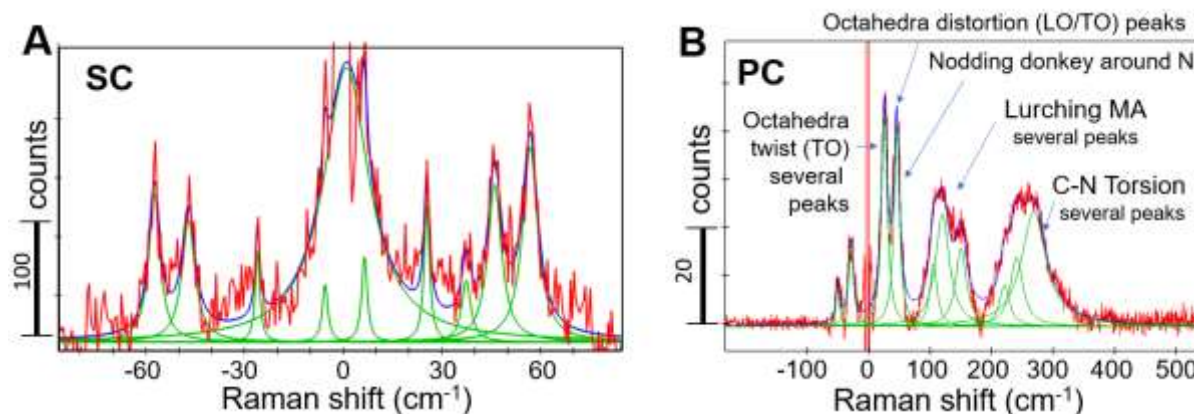 A
SC
counts
100
-60
-30
0
30
60
Raman shift (cm-1)
B
PC
Octahedra distortion (LO/TO) peaks
Nodding donkey around N
Octahedra
twist (TO)
several
peaks
Lurching MA
several peaks
C-N Torsion
several peaks
counts
20
-100
0
100
200
300
400
500
Raman shift (cm-1)